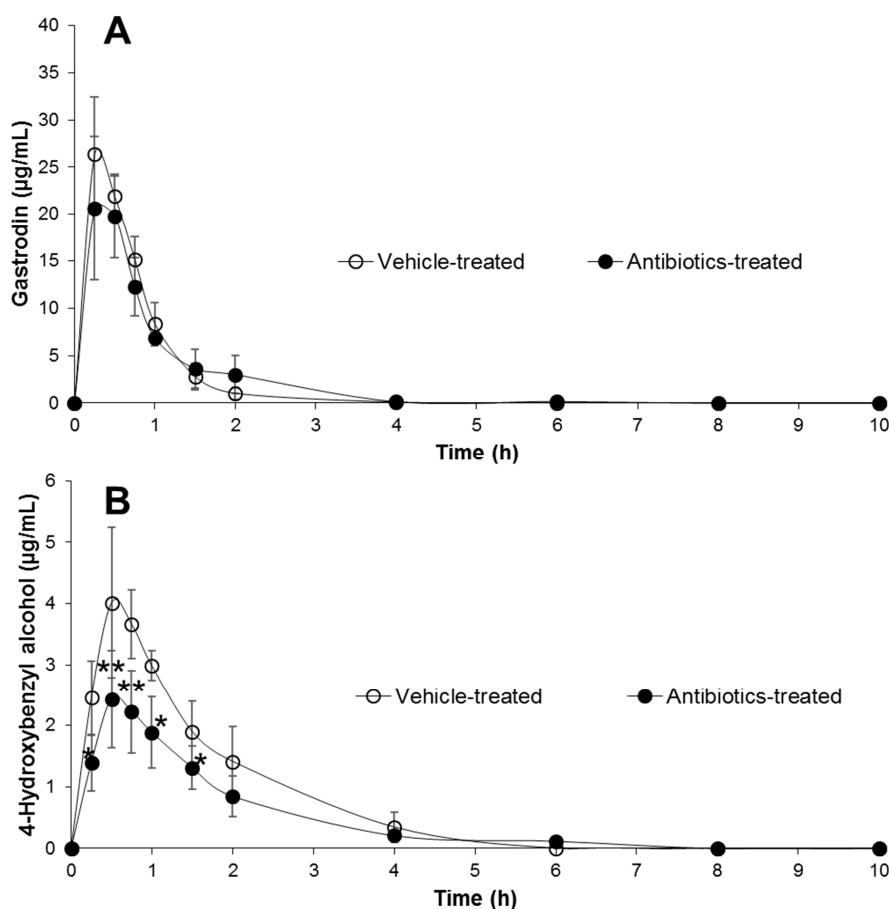 A
40
35
30
25
20
15
10
5
0
Gastrodin (µg/mL)
Vehicle-treated
Antibiotics-treated
0 1 2 3 4 5 6 7 8 9 10
Time (h)
B
6
5
4
3
2
1
0
4-Hydroxybenzyl alcohol (µg/mL)
**
**
*
*
*
Vehicle-treated
Antibiotics-treated
0 1 2 3 4 5 6 7 8 9 10
Time (h)